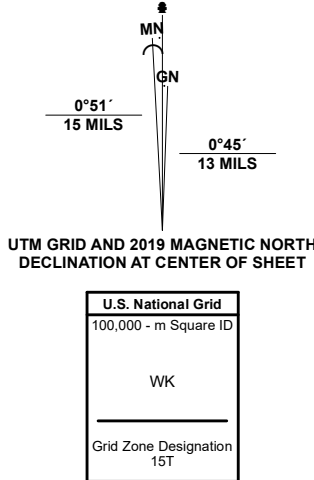 MN
GN
0°51´
15 MILS
0°45´
13 MILS
UTM GRID AND 2019 MAGNETIC NORTH
DECLINATION AT CENTER OF SHEET
U.S. National Grid
100,000 - m Square ID
WK
Grid Zone Designation
15T